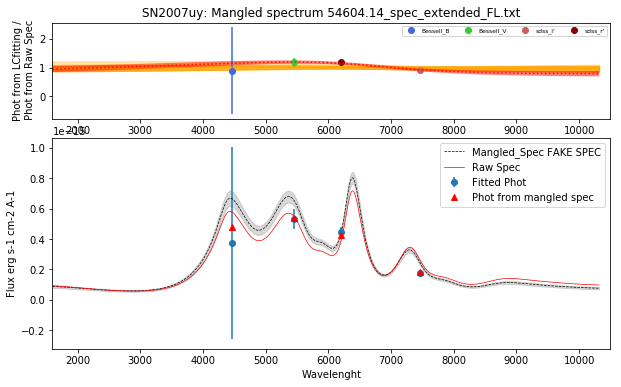 SN2007uy: Mangled spectrum 54604.14_spec_extended_FL.txt
Phot from LCfitting /
Phot from Raw Spec
2
1
0
Bessell_B
Bessell_V
sdss_i'
sdss_r'
2000 3000 4000 5000 6000 7000 8000 9000 10000
1e−15
Flux erg s-1 cm-2 A-1
1.0
0.8
0.6
0.4
0.2
0.0
−0.2
Mangled_Spec FAKE SPEC
Raw Spec
Fitted Phot
Phot from mangled spec
2000 3000 4000 5000 6000 7000 8000 9000 10000
Wavelenght